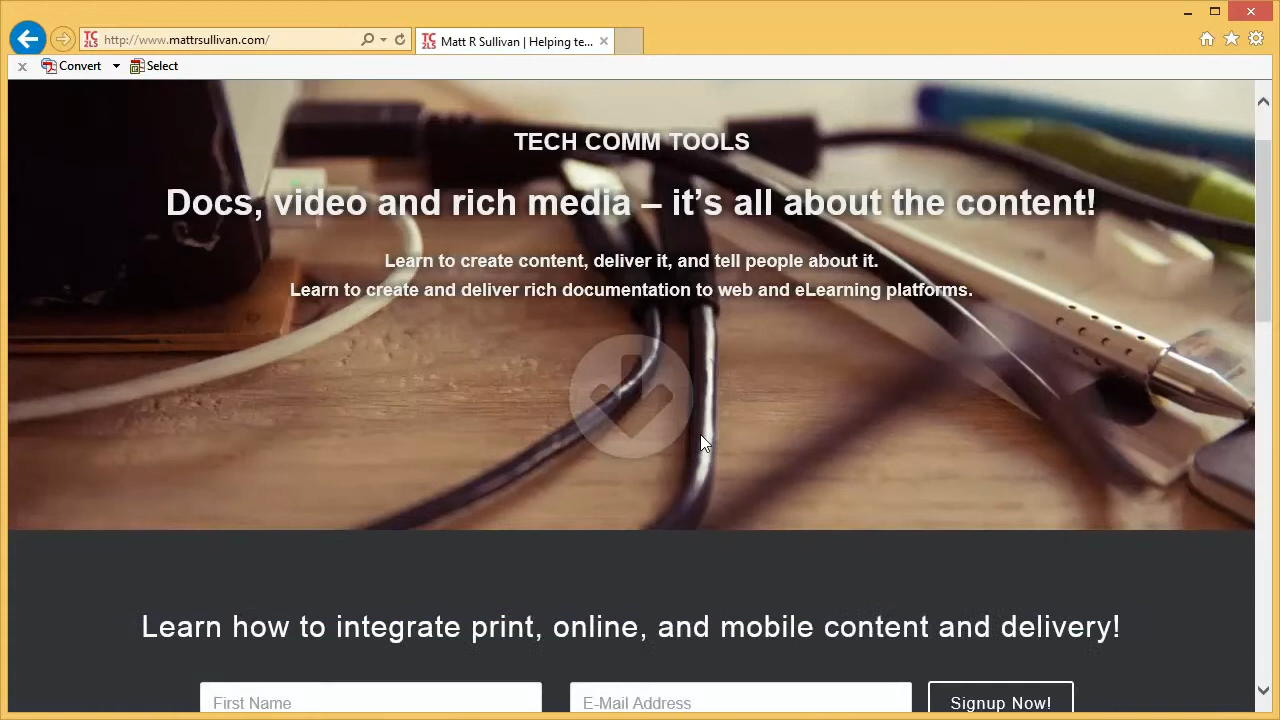 http://www.mattrsullivan.com/
Matt R Sullivan | Helping te...
Convert
Select
TECH COMM TOOLS
Docs, video and rich media – it's all about the content!
Learn to create content, deliver it, and tell people about it.
Learn to create and deliver rich documentation to web and eLearning platforms.
Learn how to integrate print, online, and mobile content and delivery!
First Name
E-Mail Address
Signup Now!